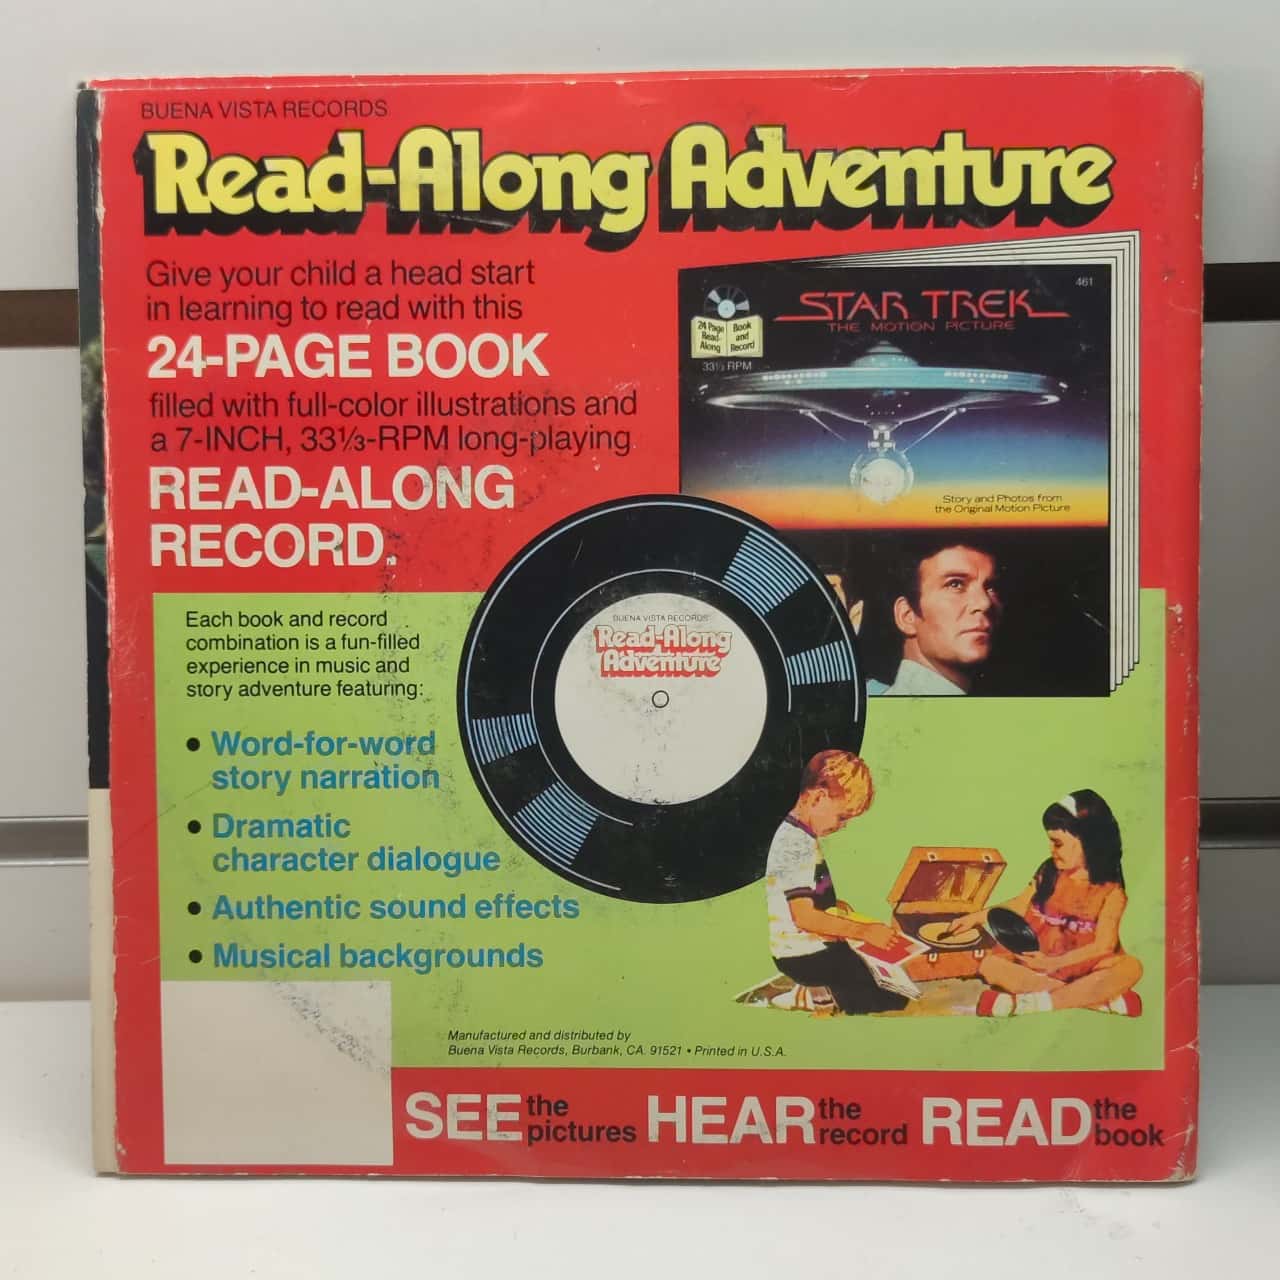 BUENA VISTA RECORDS
Read-Along Adventure
Give your child a head start
in learning to read with this
24-PAGE BOOK
filled with full-color illustrations and
a 7-INCH, 33⅓-RPM long-playing
READ-ALONG
RECORD.
461
STAR TREK
THE MOTION PICTURE
24 Page
Read-
Along
Book
and
Record
33⅓ RPM
Story and Photos from
the Original Motion Picture
BUENA VISTA RECORDS
Read-Along
Adventure
Each book and record
combination is a fun-filled
experience in music and
story adventure featuring:
• Word-for-word
story narration
• Dramatic
character dialogue
• Authentic sound effects
• Musical backgrounds
Manufactured and distributed by
Buena Vista Records, Burbank, CA. 91521 • Printed in U.S.A.
SEE the pictures HEAR the record READ the book